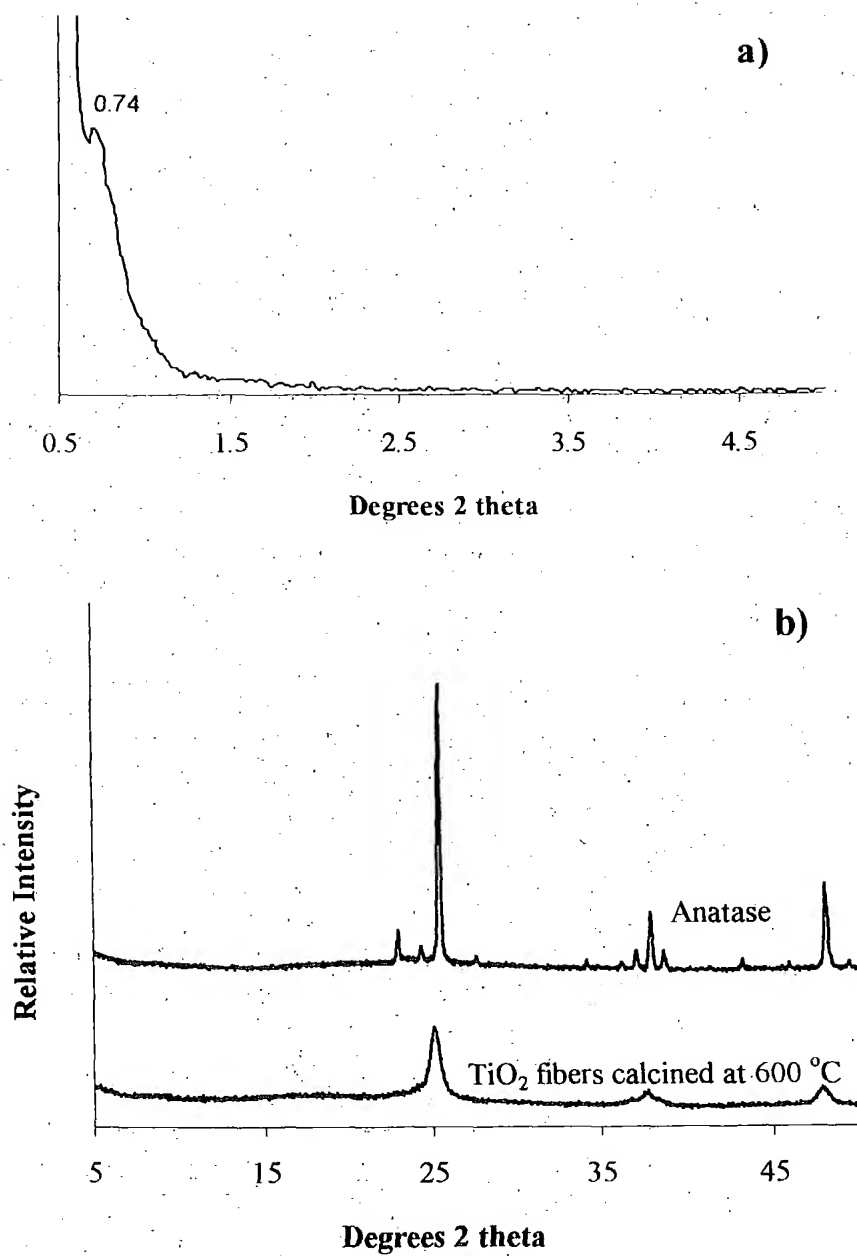 a)
0.74
0.5 1.5 2.5 3.5 4.5
Degrees 2 theta
b)
Relative Intensity
Anatase
TiO₂ fibers calcined at 600 °C
5 15 25 35 45
Degrees 2 theta